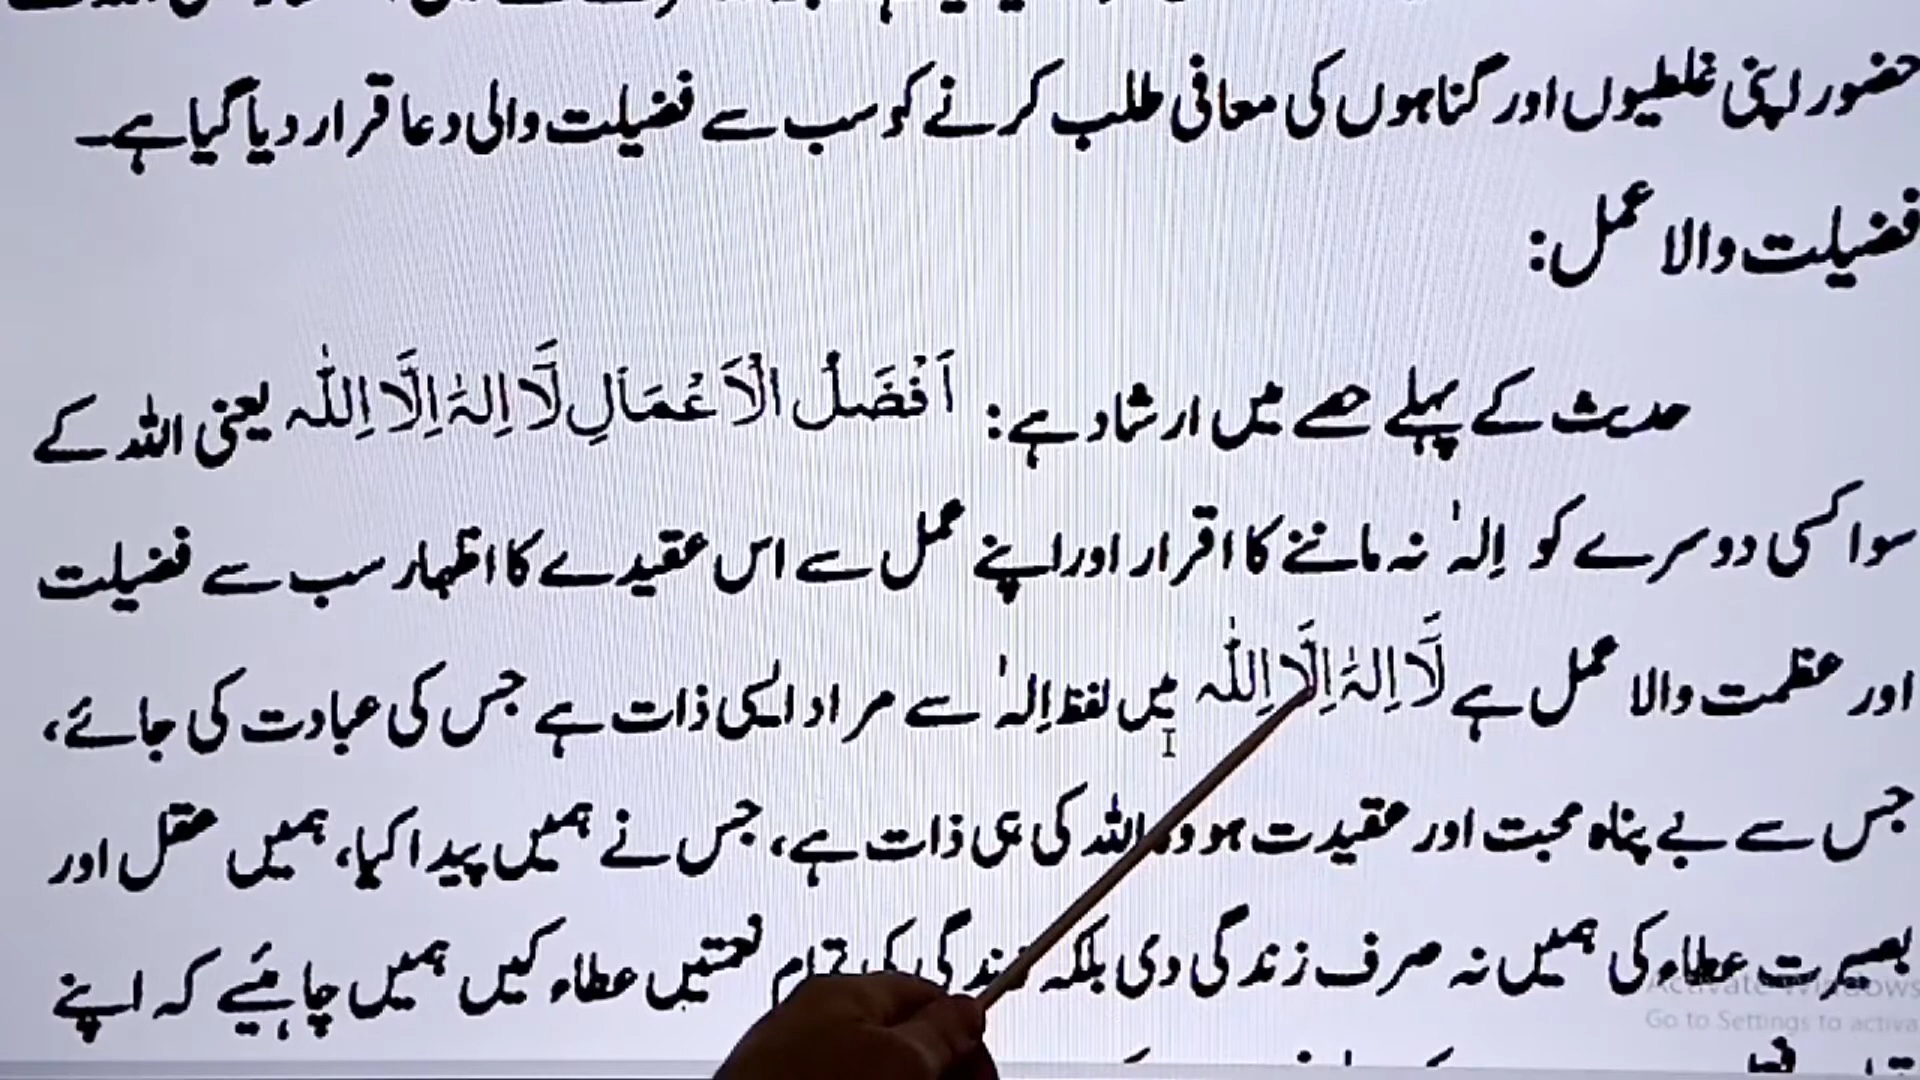 حضور اپنی غلطیوں اور گناہوں کی معافی طلب کرنے کو سب سے فضیلت والی دعا قرار دیا گیا ہے۔
فضیلت والا عمل:
حدیث کے پہلے حصے میں ارشاد ہے: اَفْضَلُ الْاَعْمَالِ لَآ اِلٰہَ اِلَّا اللّٰہ یعنی اللہ کے
سوا کسی دوسرے کو اِلٰہ نہ ماننے کا اقرار اور اپنے عمل سے اس عقیدے کا اظہار سب سے فضیلت
اور عظمت والا عمل ہے لَآ اِلٰہَ اِلَّا اللّٰہ میں لفظ اِلٰہ سے مراد ایسی ذات ہے جس کی عبادت کی جائے،
جس سے بے پناہ محبت اور عقیدت ہو وہ اللہ کی ہی ذات ہے، جس نے ہمیں پیدا کیا، ہمیں عقل اور
بصیرت عطاء کی ہمیں نہ صرف زندگی دی بلکہ زندگی کی تمام نعمتیں عطاء کیں ہمیں چاہئیے کہ اپنے
Activate Windows
Go to Settings to activa